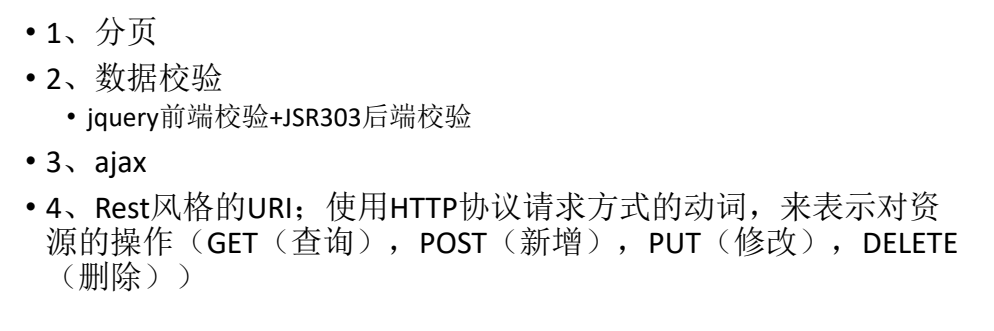 • 1、分页
• 2、数据校验
• jquery前端校验+JSR303后端校验
• 3、ajax
• 4、Rest风格的URI；使用HTTP协议请求方式的动词，来表示对资
源的操作（GET（查询），POST（新增），PUT（修改），DELETE
（删除））